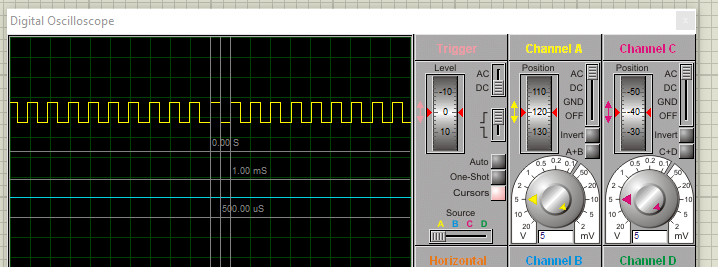 Digital Oscilloscope
Trigger
Level
-10
0
10
AC
DC
Auto
One-Shot
Cursors
Source
A B C D
Horizontal
Channel A
Position
110
120
130
AC
DC
GND
OFF
Invert
A+B
0.5 0.2 0.1 50
1 20
2 10
5 5
10 2
20
V mV
5
Channel B
Channel C
Position
-50
-40
-30
AC
DC
GND
OFF
Invert
C+D
0.5 0.2 0.1 50
1 20
2 10
5 5
10 2
20
V mV
5
Channel D
0.00 S
1.00 mS
500.00 uS